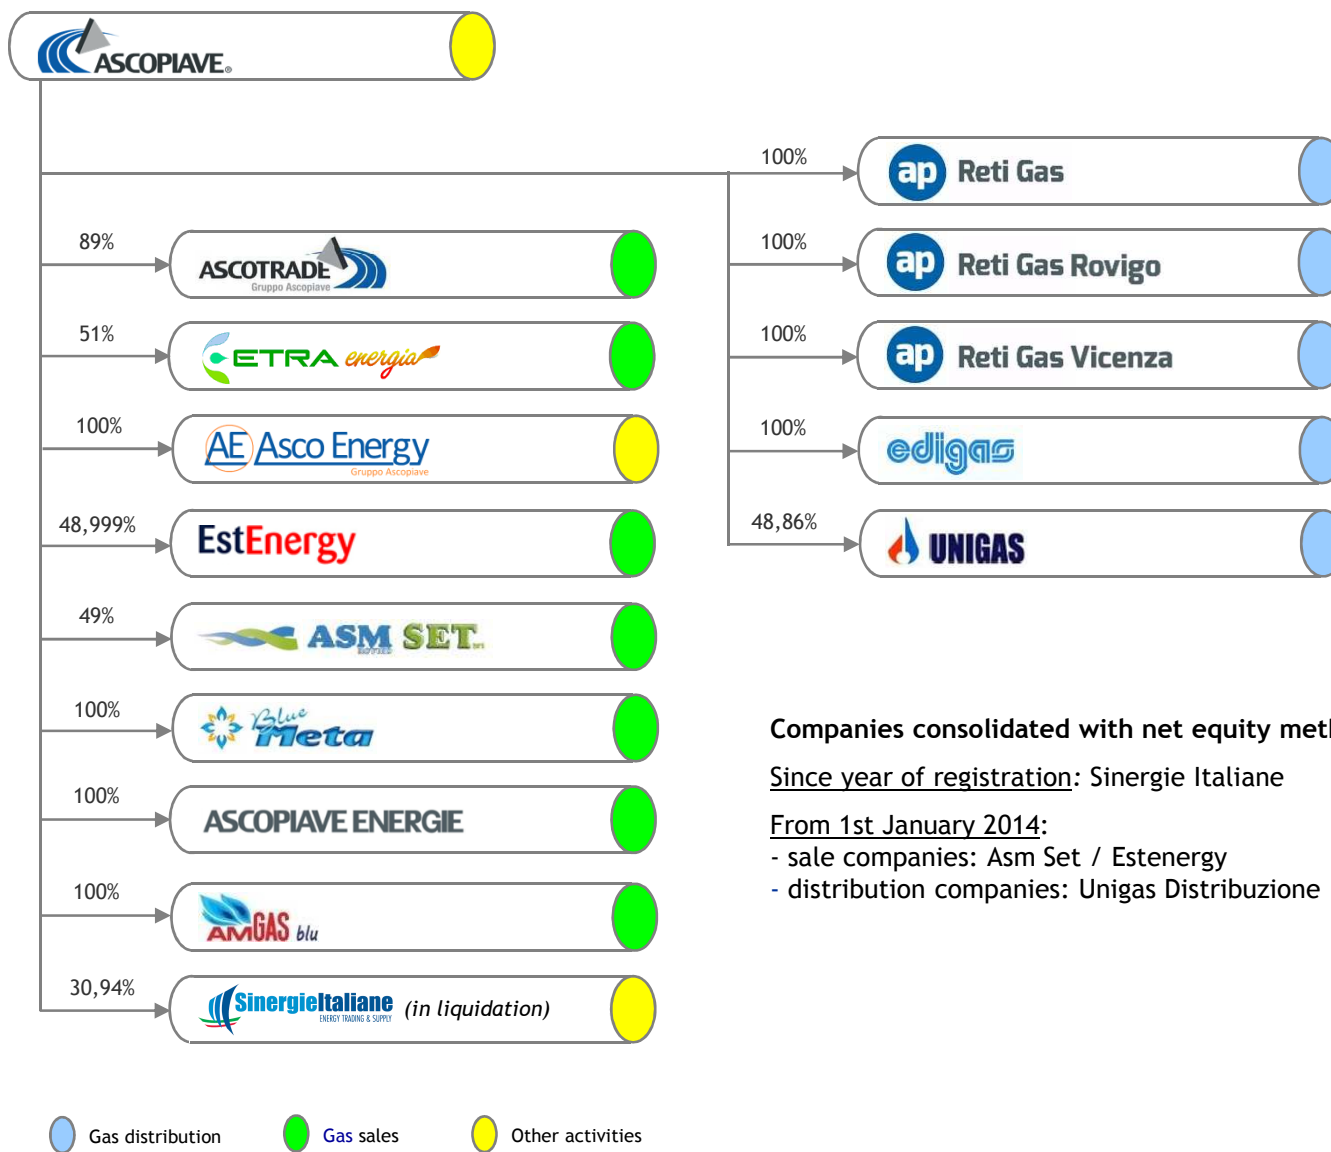 ASCOPIAVE®
100%
ap Reti Gas
89%
ASCOTRADE
Gruppo Ascopiave
100%
ap Reti Gas Rovigo
51%
ETRA energia
100%
ap Reti Gas Vicenza
100%
AE Asco Energy
Gruppo Ascopiave
100%
edigas
48,999%
EstEnergy
48,86%
UNIGAS
49%
ASM SET
ROVIGO
100%
Blue
Meta
100%
ASCOPIAVE ENERGIE
100%
AMGAS blu
30,94%
SinergieItaliane (in liquidation)
ENERGY TRADING & SUPPLY
Companies consolidated with net equity met
Since year of registration: Sinergie Italiane
From 1st January 2014:
- sale companies: Asm Set / Estenergy
- distribution companies: Unigas Distribuzione
Gas distribution
Gas sales
Other activities